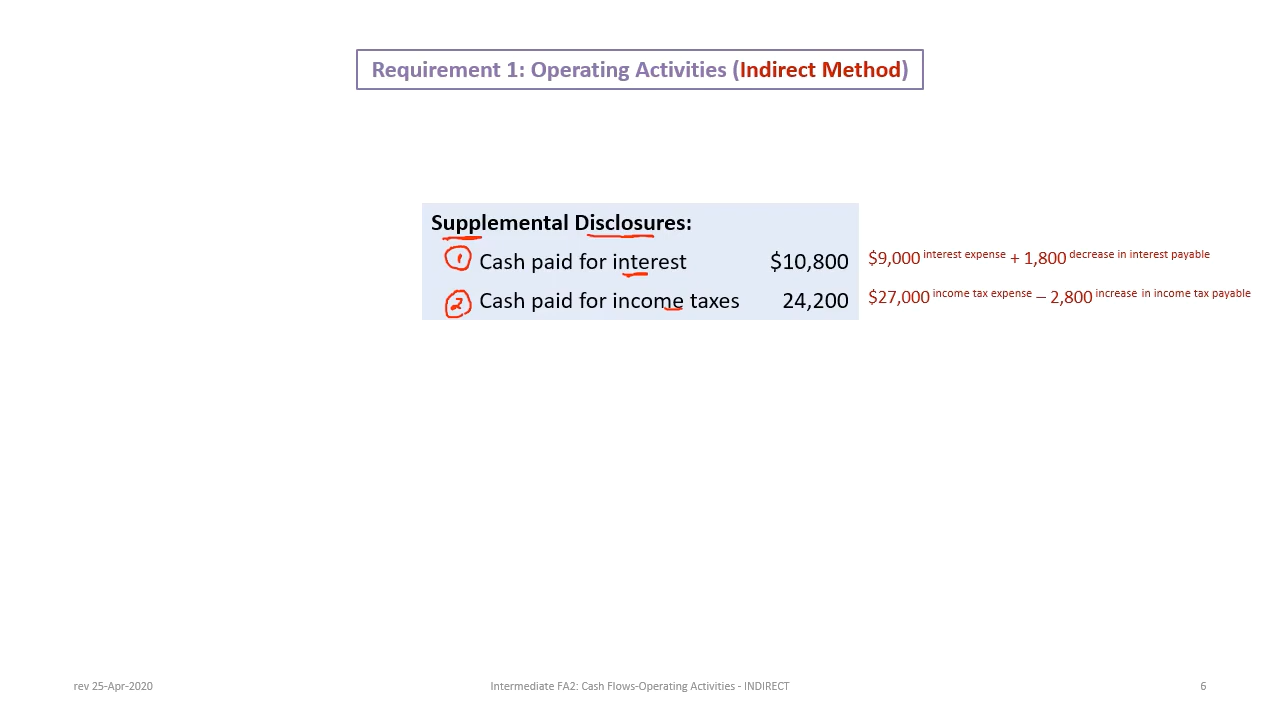 Requirement 1: Operating Activities (Indirect Method)
Supplemental Disclosures:
1 Cash paid for interest $10,800 $9,000 interest expense + 1,800 decrease in interest payable
2 Cash paid for income taxes 24,200 $27,000 income tax expense – 2,800 increase in income tax payable
rev 25-Apr-2020 Intermediate FA2: Cash Flows-Operating Activities - INDIRECT 6